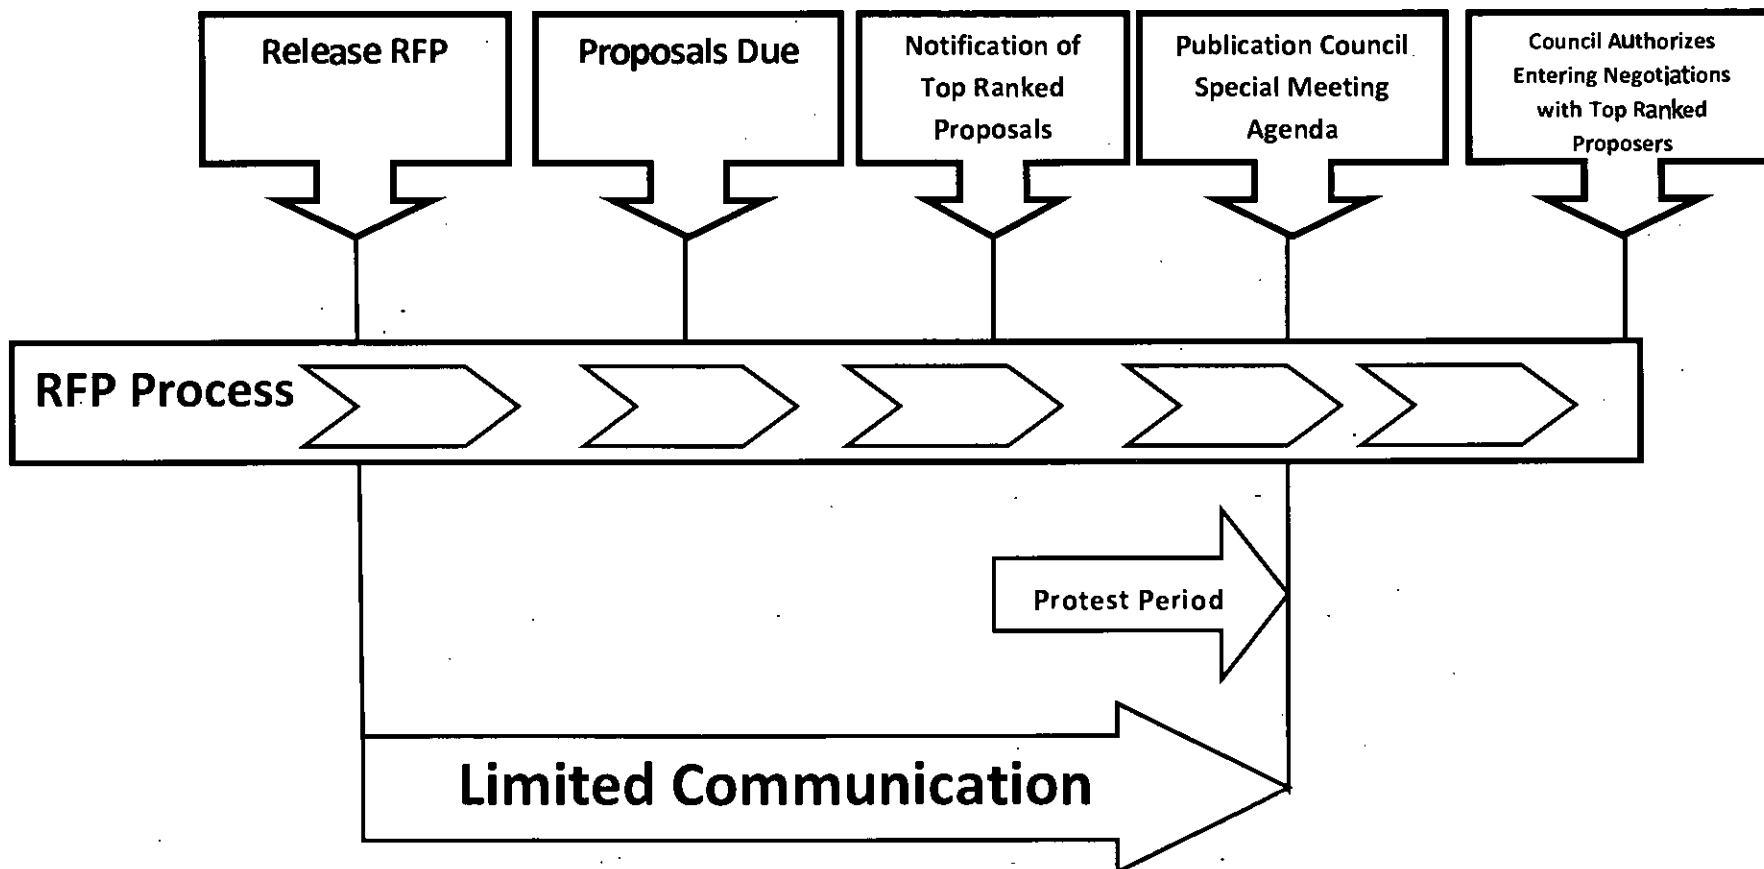 Release RFP
Proposals Due
Notification of
Top Ranked
Proposals
Publication Council
Special Meeting
Agenda
Council Authorizes
Entering Negotiations
with Top Ranked
Proposers
RFP Process
Protest Period
Limited Communication